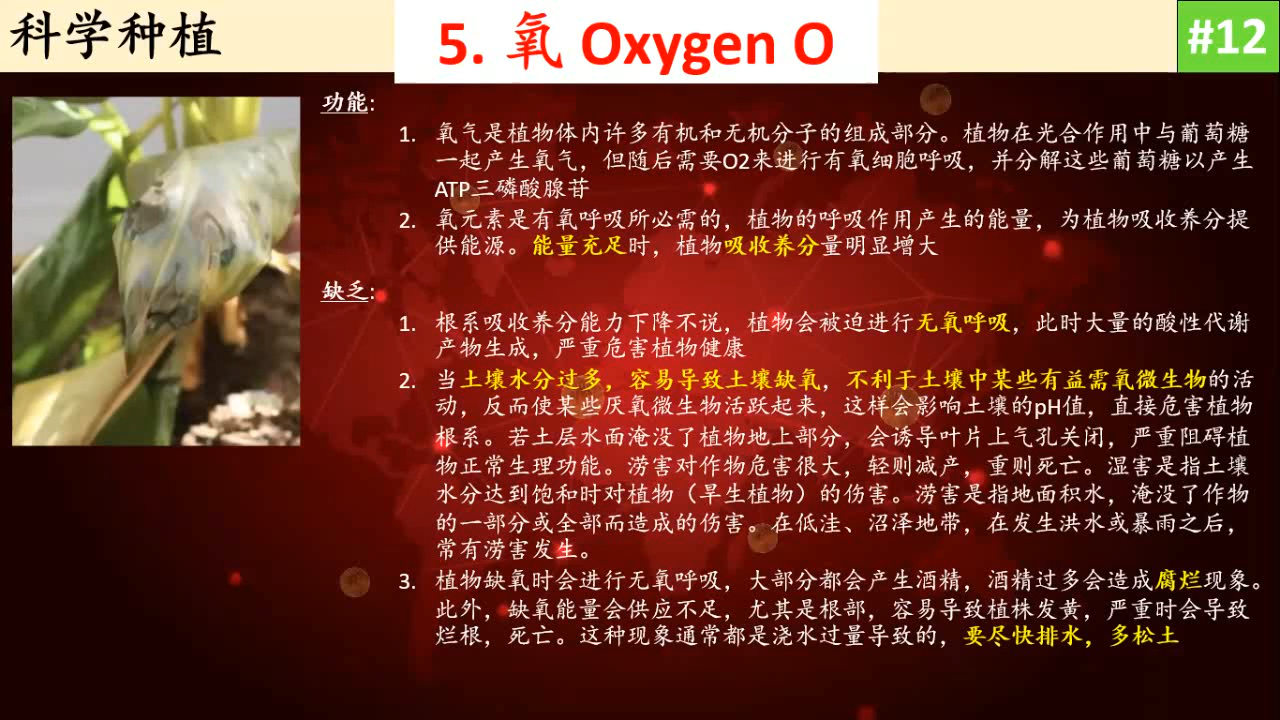 科学种植
5. 氧 Oxygen O
#12
功能:
1. 氧气是植物体内许多有机和无机分子的组成部分。植物在光合作用中与葡萄糖
一起产生氧气，但随后需要O2来进行有氧细胞呼吸，并分解这些葡萄糖以产生
ATP三磷酸腺苷
2. 氧元素是有氧呼吸所必需的，植物的呼吸作用产生的能量，为植物吸收养分提
供能源。能量充足时，植物吸收养分量明显增大
缺乏:
1. 根系吸收养分能力下降不说，植物会被迫进行无氧呼吸，此时大量的酸性代谢
产物生成，严重危害植物健康
2. 当土壤水分过多，容易导致土壤缺氧，不利于土壤中某些有益需氧微生物的活
动，反而使某些厌氧微生物活跃起来，这样会影响土壤的pH值，直接危害植物
根系。若土层水面淹没了植物地上部分，会诱导叶片上气孔关闭，严重阻碍植
物正常生理功能。涝害对作物危害很大，轻则减产，重则死亡。湿害是指土壤
水分达到饱和时对植物（旱生植物）的伤害。涝害是指地面积水，淹没了作物
的一部分或全部而造成的伤害。在低洼、沼泽地带，在发生洪水或暴雨之后，
常有涝害发生。
3. 植物缺氧时会进行无氧呼吸，大部分都会产生酒精，酒精过多会造成腐烂现象。
此外，缺氧能量会供应不足，尤其是根部，容易导致植株发黄，严重时会导致
烂根，死亡。这种现象通常都是浇水过量导致的，要尽快排水，多松土